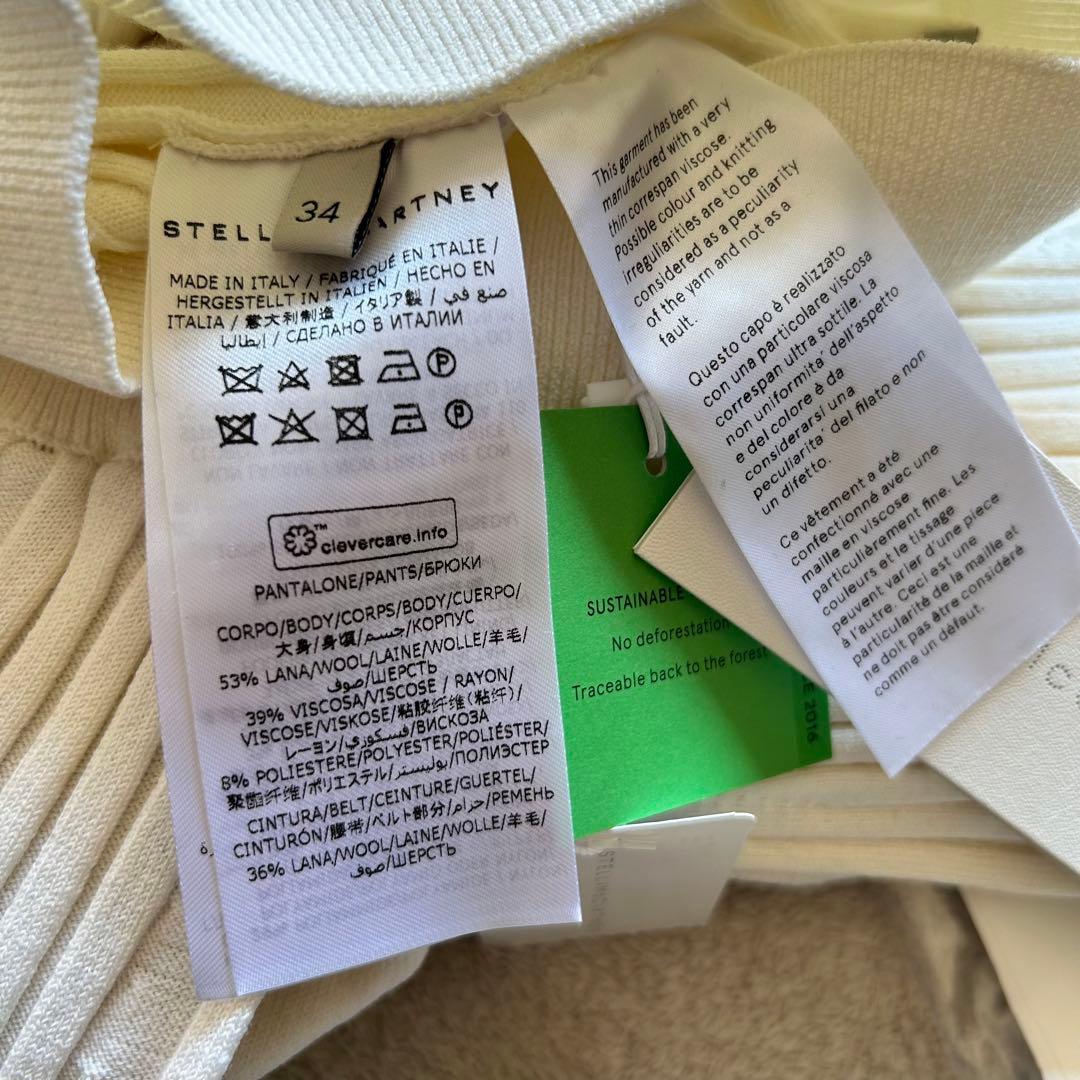 34
STELL ARTNEY
MADE IN ITALY / FABRIQUÉ EN ITALIE /
HERGESTELLT IN ITALIEN / HECHO EN
ITALIA / 意大利制造 / イタリア製 / صنع في
إيطاليا / СДЕЛАНО В ИТАЛИИ
P
P
™ clevercare.info
PANTALONE/PANTS/БРЮКИ
CORPO/BODY/CORPS/BODY/CUERPO/
大身/身頃/جسم/КОРПУС
53% LANA/WOOL/LAINE/WOLLE/羊毛/
صوف/ШЕРСТЬ
39% VISCOSA/VISCOSE / RAYON/
VISCOSE/VISKOSE/粘胶纤维(粘纤)/
レーヨン/فسكوزي/ВИСКОЗА
8% POLIESTERE/POLYESTER/POLIÉSTER/
聚酯纤维/ポリエステル/بوليستر/ПОЛИЭСТЕР
CINTURA/BELT/CEINTURE/GUERTEL/
CINTURÓN/腰带/ベルト部分/حزام/РЕМЕНЬ
36% LANA/WOOL/LAINE/WOLLE/羊毛/
صوف/ШЕРСТЬ
This garment has been
manufactured with a very
thin correspan viscose.
Possible colour and knitting
irregularities are to be
considered as a peculiarity
of the yarn and not as a
fault.
Questo capo è realizzato
con una particolare viscosa
correspan ultra sottile. La
non uniformita' dell'aspetto
e del colore è da
considerarsi una
peculiarita' del filato e non
un difetto.
Ce vêtement a été
confectionné avec une
maille en viscose
particulièrement fine. Les
couleurs et le tissage
peuvent varier d'une pièce
à l'autre. Ceci est une
particularité de la maille et
ne doit pas être considéré
comme un défaut.
SUSTAINABLE
No deforestation
Traceable back to the forest
2016